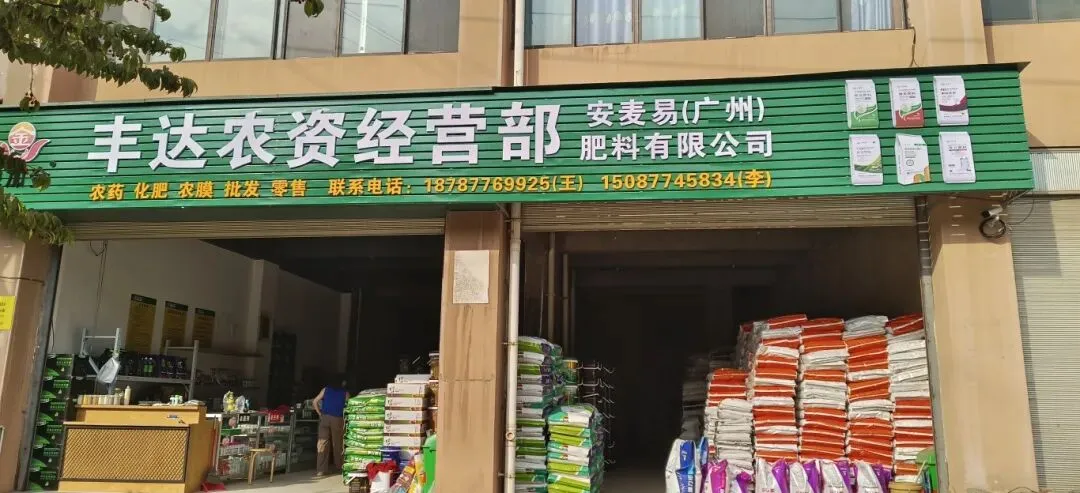 金
丰达农资经营部
安麦易(广州)
肥料有限公司
农药 化肥 农膜 批发 零售 联系电话:18787769925(王) 15087745834(李)